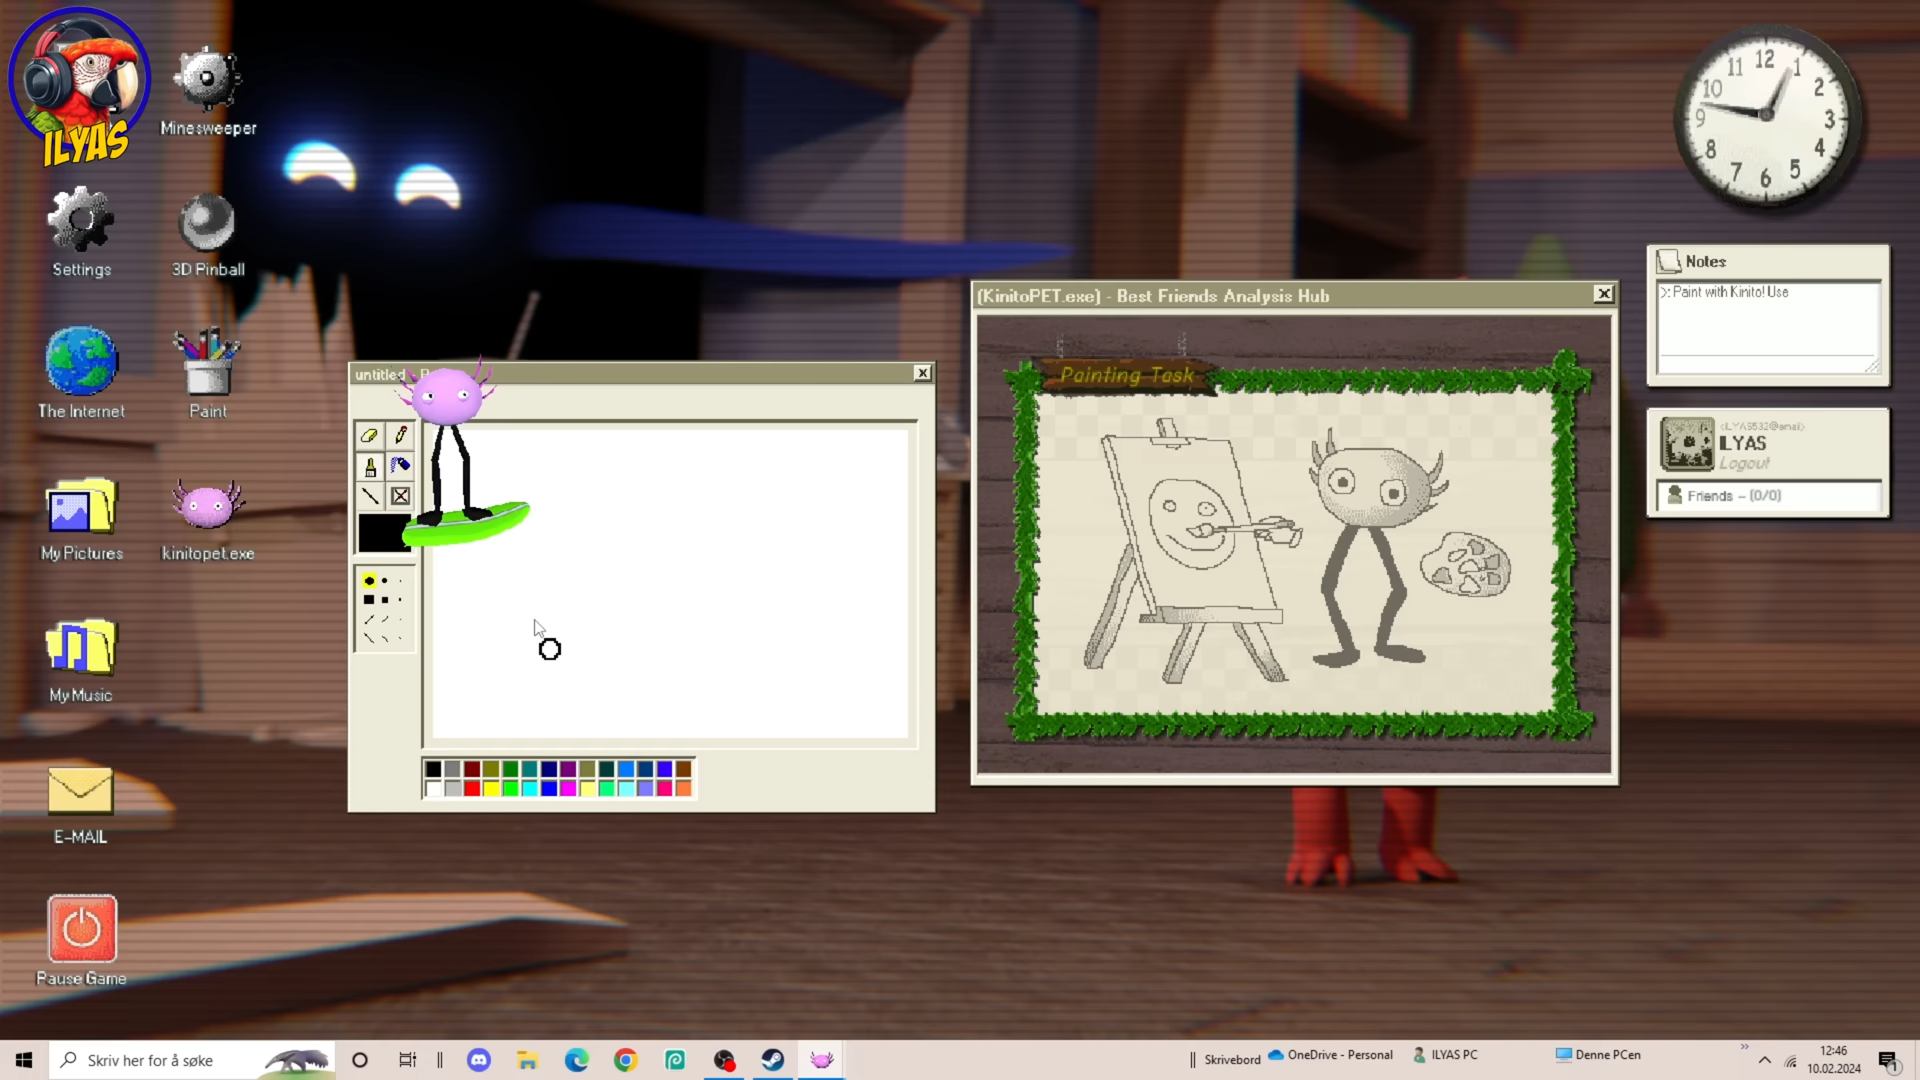 ILYAS
Minesweeper
Settings
3D Pinball
The Internet
Paint
My Pictures
kinitopet.exe
My Music
E-MAIL
Pause Game
untitled
(KinitoPET.exe) - Best Friends Analysis Hub
Painting Task
12
1
2
3
4
5
6
7
8
9
10
11
Notes
>: Paint with Kinito! Use
<ILYAS532@email>
ILYAS
Logout
Friends - (0/0)
Skriv her for å søke
Skrivebord
OneDrive - Personal
ILYAS PC
Denne PCen
12:46
10.02.2024
1